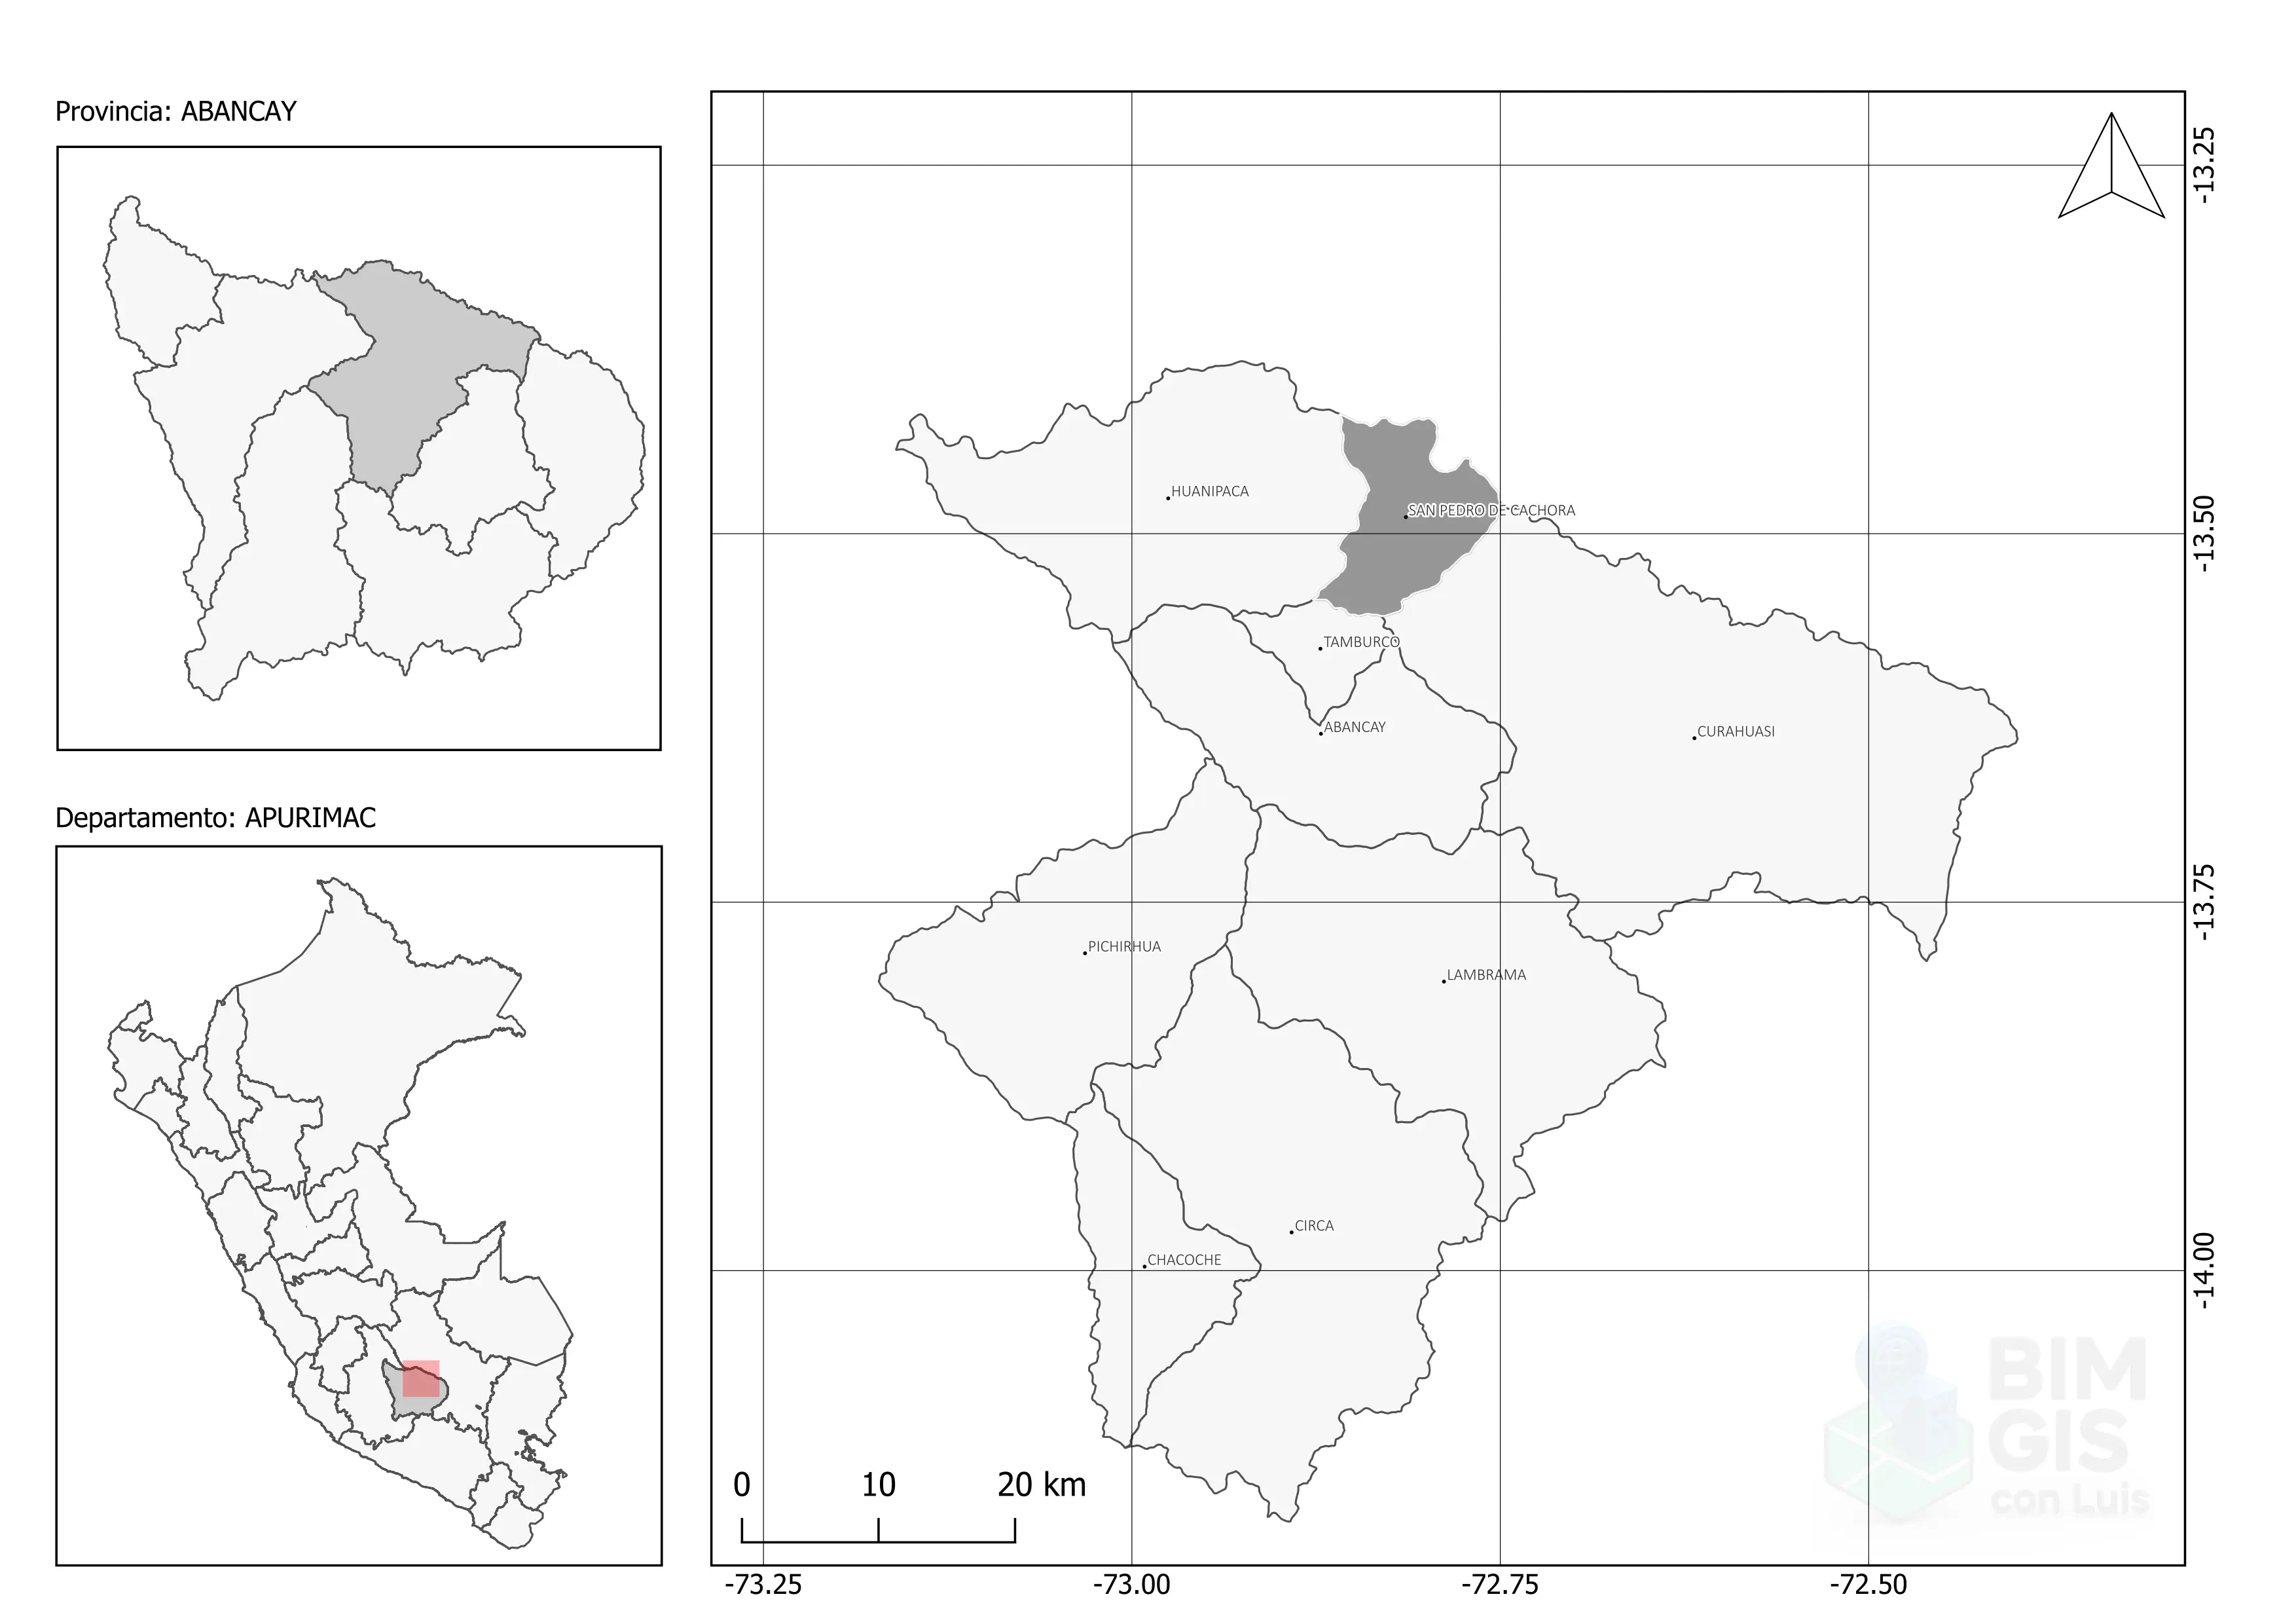 Provincia: ABANCAY
Departamento: APURIMAC
HUANIPACA
SAN PEDRO DE CACHORA
TAMBURCO
ABANCAY
CURAHUASI
PICHIRHUA
LAMBRAMA
CIRCA
CHACOCHE
-13.25
-13.50
-13.75
-14.00
0 10 20 km
-73.25 -73.00 -72.75 -72.50
BIM
GIS
con Luis